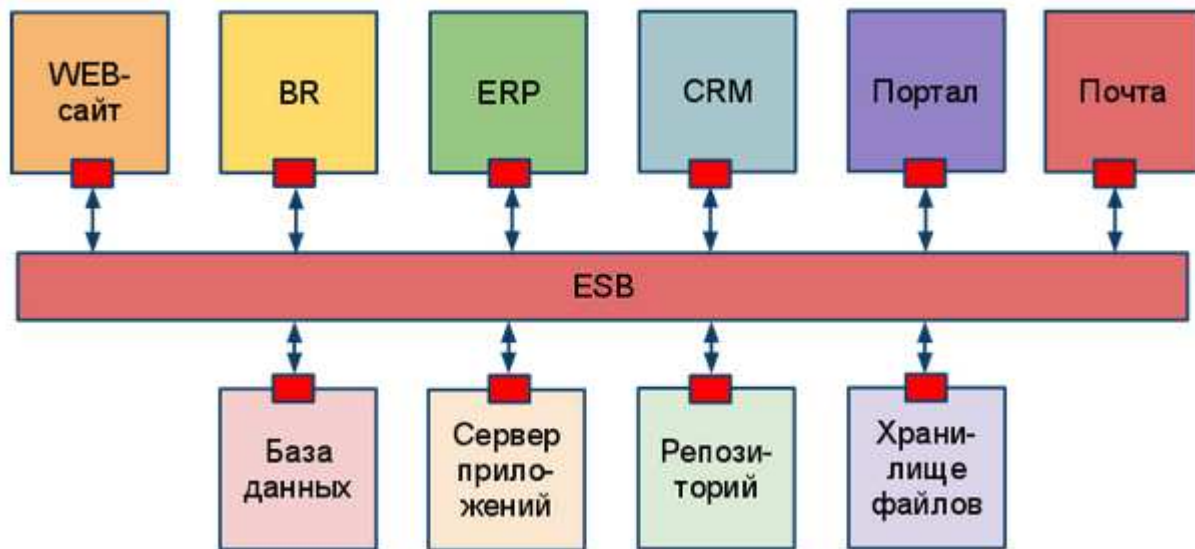 WEB-
сайт
BR
ERP
CRM
Портал
Почта
ESB
База
данных
Сервер
прило-
жений
Репози-
торий
Храни-
лище
файлов